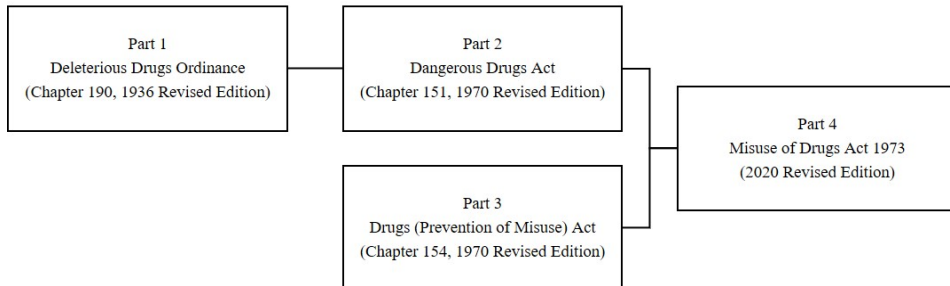 Part 1
Deleterious Drugs Ordinance
(Chapter 190, 1936 Revised Edition)
Part 2
Dangerous Drugs Act
(Chapter 151, 1970 Revised Edition)
Part 3
Drugs (Prevention of Misuse) Act
(Chapter 154, 1970 Revised Edition)
Part 4
Misuse of Drugs Act 1973
(2020 Revised Edition)